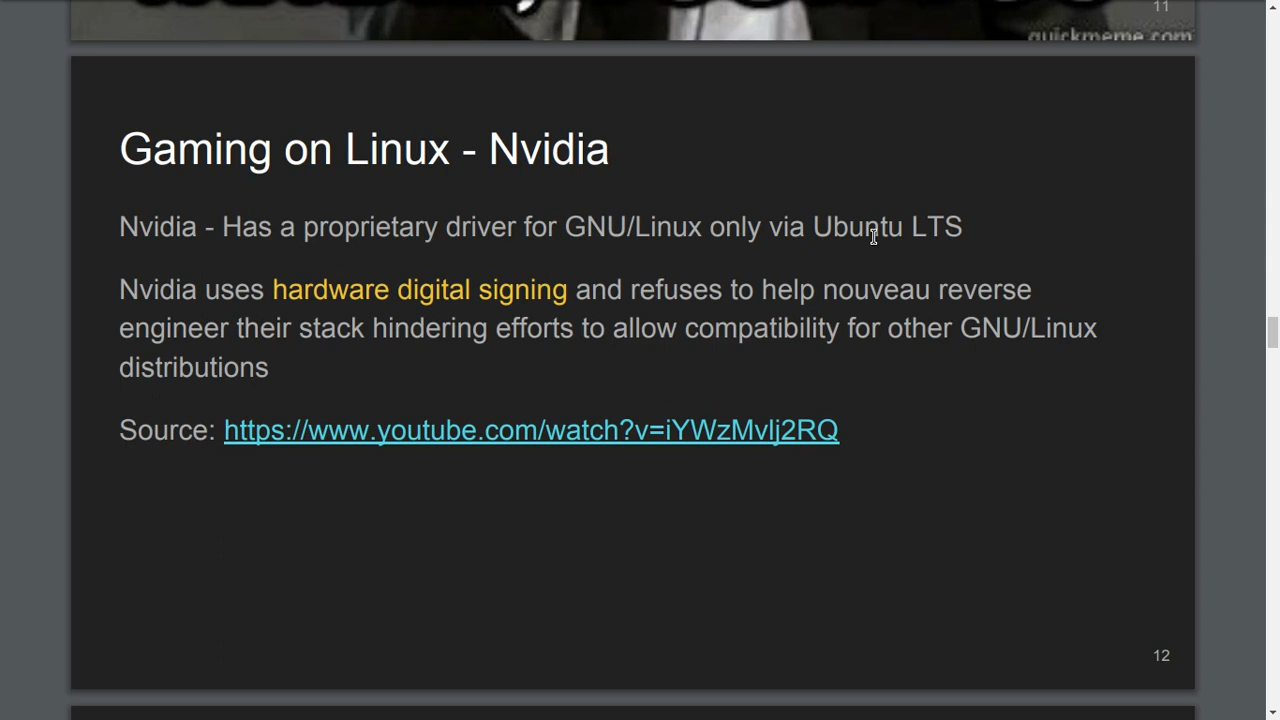 11
quickmeme.com
Gaming on Linux - Nvidia
Nvidia - Has a proprietary driver for GNU/Linux only via Ubuntu LTS
Nvidia uses hardware digital signing and refuses to help nouveau reverse
engineer their stack hindering efforts to allow compatibility for other GNU/Linux
distributions
Source: https://www.youtube.com/watch?v=iYWzMvlj2RQ
12